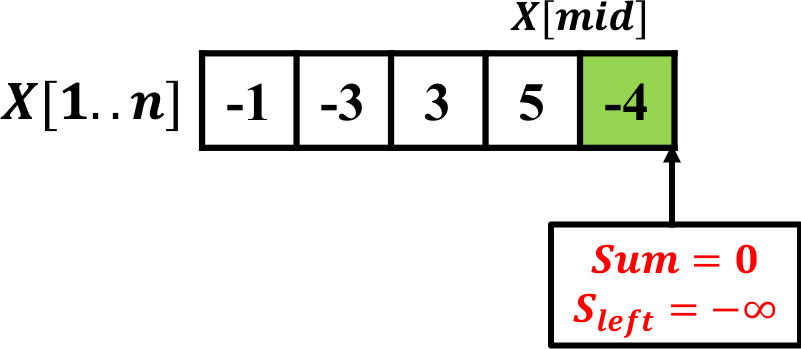 X[mid]
X[1..n] -1 -3 3 5 -4
Sum = 0
S_left = −∞